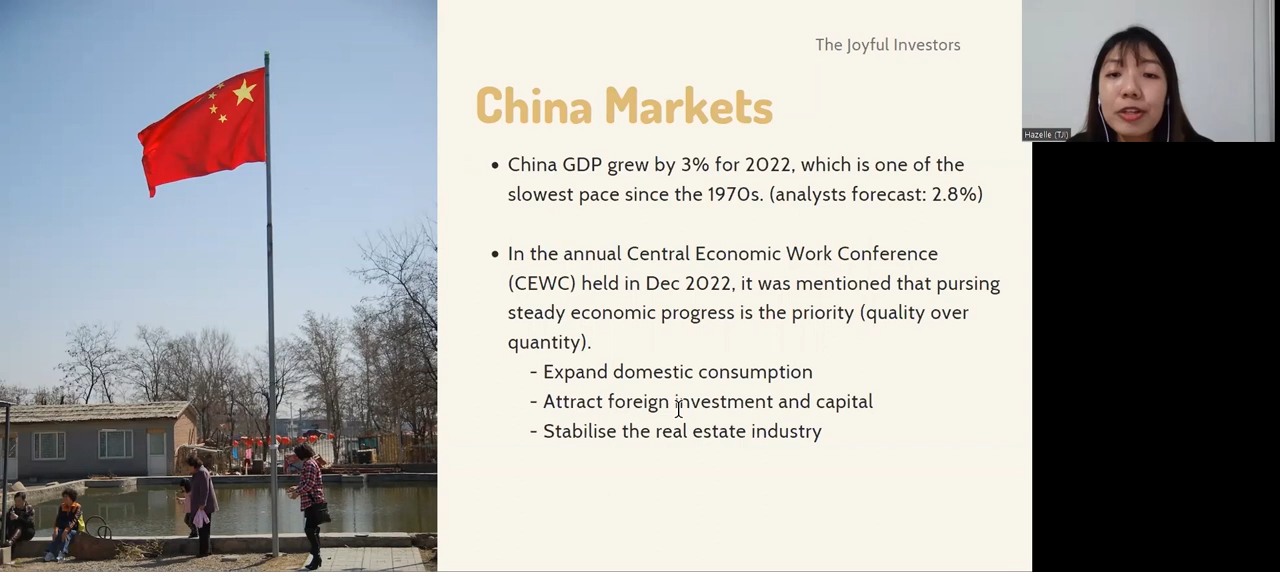 The Joyful Investors
Hazelle (TJI)
China Markets
• China GDP grew by 3% for 2022, which is one of the
slowest pace since the 1970s. (analysts forecast: 2.8%)
• In the annual Central Economic Work Conference
(CEWC) held in Dec 2022, it was mentioned that pursing
steady economic progress is the priority (quality over
quantity).
- Expand domestic consumption
- Attract foreign investment and capital
- Stabilise the real estate industry